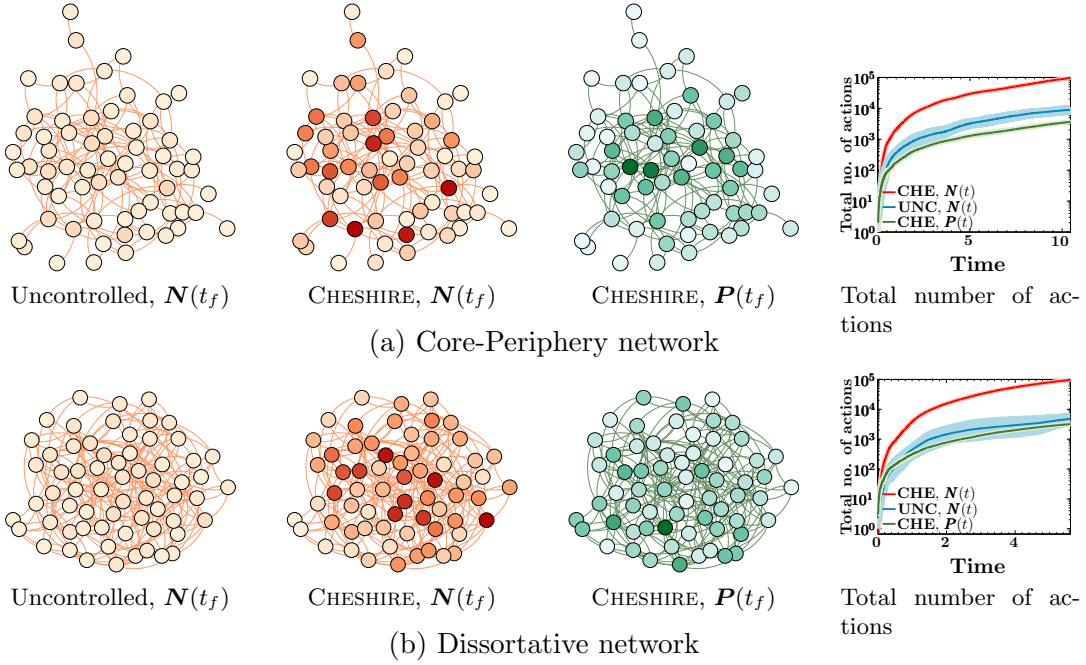 Total no. of actions
10^5
10^4
10^3
10^2
10^1
10^0
CHE, N(t)
UNC, N(t)
CHE, P(t)
0 5 10
Time
Uncontrolled, N(t_f)
CHESHIRE, N(t_f)
CHESHIRE, P(t_f)
Total number of ac-
tions
(a) Core-Periphery network
Total no. of actions
10^5
10^4
10^3
10^2
10^1
10^0
CHE, N(t)
UNC, N(t)
CHE, P(t)
0 2 4
Time
Uncontrolled, N(t_f)
CHESHIRE, N(t_f)
CHESHIRE, P(t_f)
Total number of ac-
tions
(b) Dissortative network